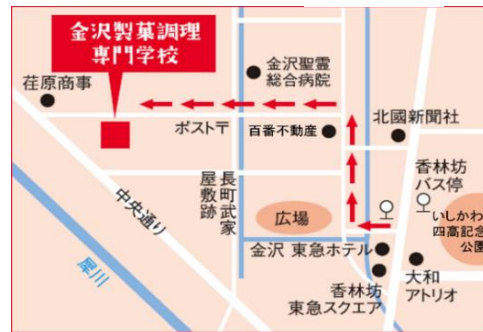 金沢製菓調理
専門学校
荏原商事
金沢聖霊
総合病院
ポスト〒
百番不動産
北國新聞社
香林坊
バス停
長町武家
屋敷跡
中央通り
広場
いしかわ
四高記念
公園
犀川
金沢 東急ホテル
大和
アトリオ
香林坊
東急スクエア